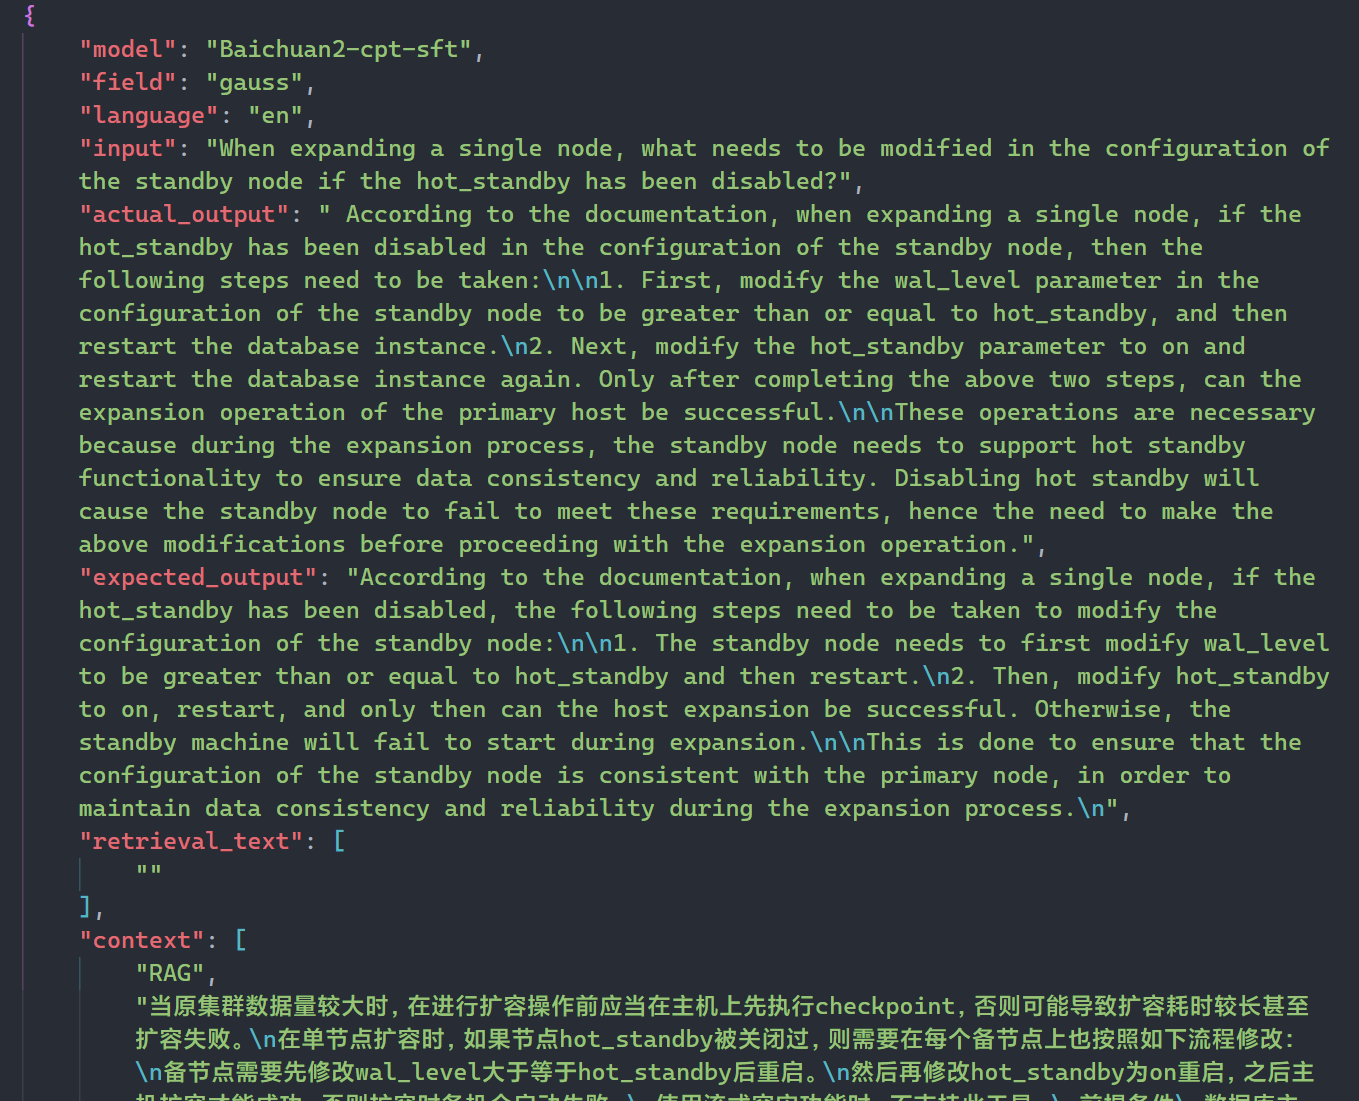 {
"model": "Baichuan2-cpt-sft",
"field": "gauss",
"language": "en",
"input": "When expanding a single node, what needs to be modified in the configuration of
the standby node if the hot_standby has been disabled?",
"actual_output": " According to the documentation, when expanding a single node, if the
hot_standby has been disabled in the configuration of the standby node, then the
following steps need to be taken:\n\n1. First, modify the wal_level parameter in the
configuration of the standby node to be greater than or equal to hot_standby, and then
restart the database instance.\n2. Next, modify the hot_standby parameter to on and
restart the database instance again. Only after completing the above two steps, can the
expansion operation of the primary host be successful.\n\nThese operations are necessary
because during the expansion process, the standby node needs to support hot standby
functionality to ensure data consistency and reliability. Disabling hot standby will
cause the standby node to fail to meet these requirements, hence the need to make the
above modifications before proceeding with the expansion operation.",
"expected_output": "According to the documentation, when expanding a single node, if the
hot_standby has been disabled, the following steps need to be taken to modify the
configuration of the standby node:\n\n1. The standby node needs to first modify wal_level
to be greater than or equal to hot_standby and then restart.\n2. Then, modify hot_standby
to on, restart, and only then can the host expansion be successful. Otherwise, the
standby machine will fail to start during expansion.\n\nThis is done to ensure that the
configuration of the standby node is consistent with the primary node, in order to
maintain data consistency and reliability during the expansion process.\n",
"retrieval_text": [
""
],
"context": [
"RAG",
"当原集群数据量较大时，在进行扩容操作前应当在主机上先执行checkpoint，否则可能导致扩容耗时较长甚至
扩容失败。\n在单节点扩容时，如果节点hot_standby被关闭过，则需要在每个备节点上也按照如下流程修改：
\n备节点需要先修改wal_level大于等于hot_standby后重启。\n然后再修改hot_standby为on重启，之后主